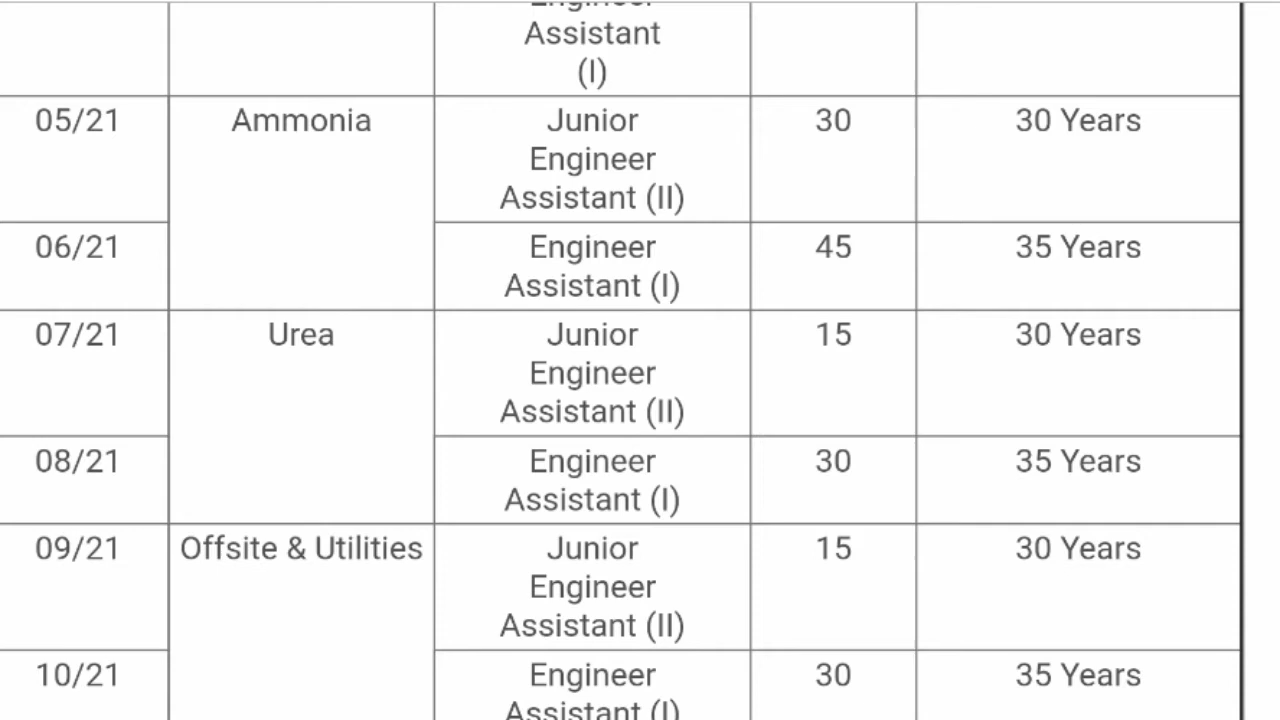 Engineer
Assistant
(I)
05/21 Ammonia Junior 30 30 Years
Engineer
Assistant (II)
06/21 Engineer 45 35 Years
Assistant (I)
07/21 Urea Junior 15 30 Years
Engineer
Assistant (II)
08/21 Engineer 30 35 Years
Assistant (I)
09/21 Offsite & Utilities Junior 15 30 Years
Engineer
Assistant (II)
10/21 Engineer 30 35 Years
Assistant (I)